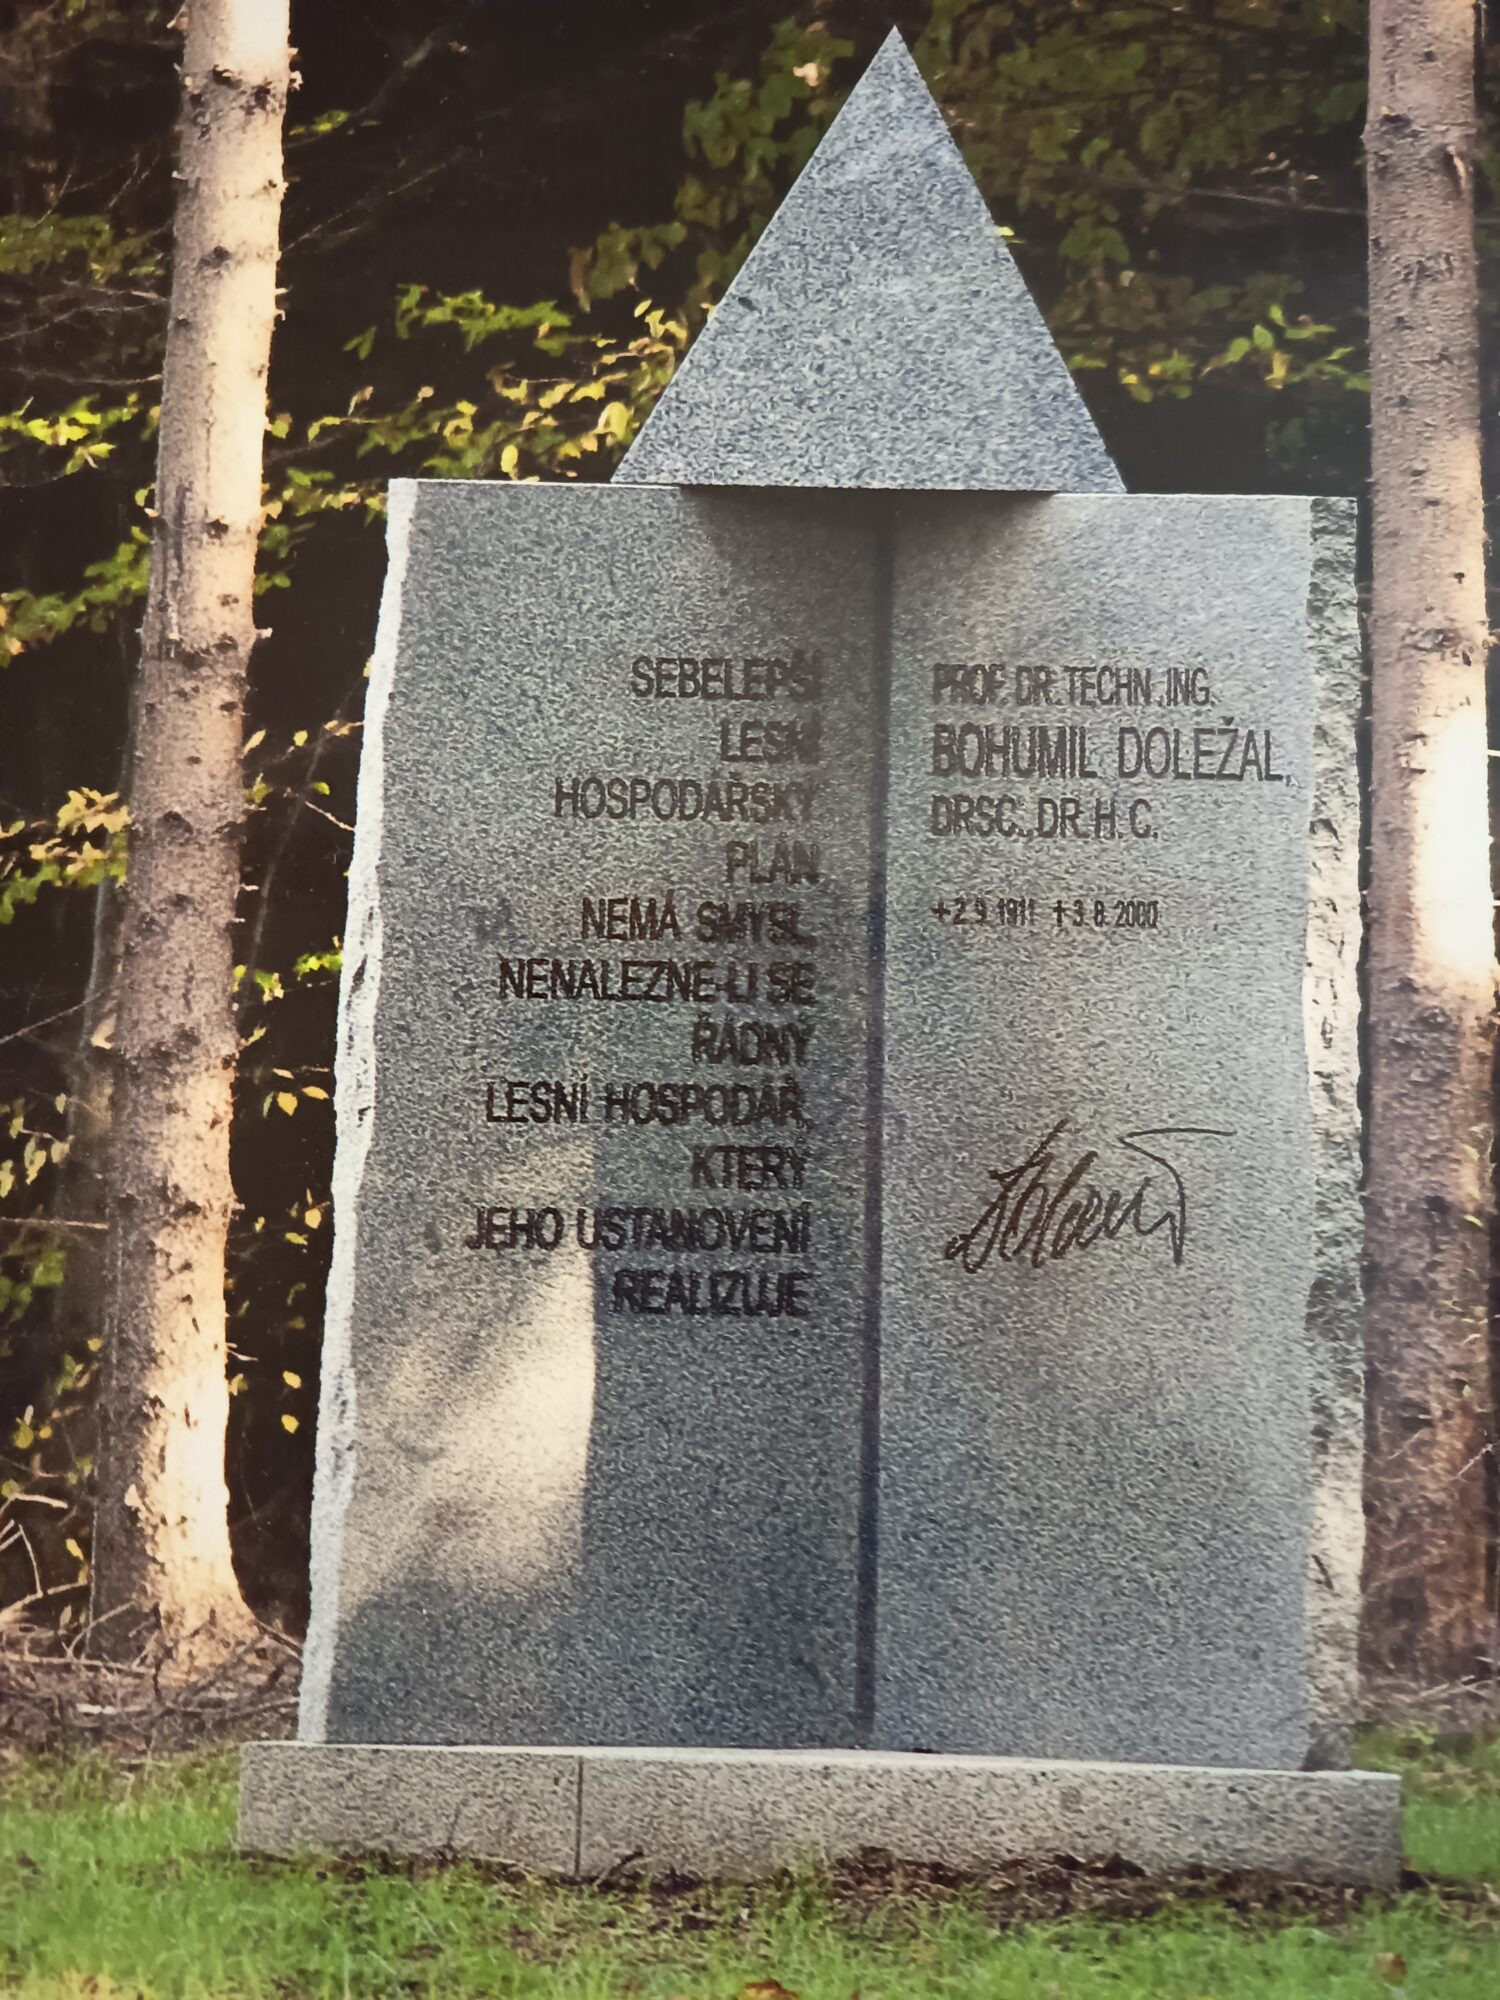 SEBELEPŠÍ
LESNÍ
HOSPODÁŘSKÝ
PLÁN
NEMÁ SMYSL,
NENALEZNE-LI SE
ŘÁDNÝ
LESNÍ HOSPODÁŘ,
KTERÝ
JEHO USTANOVENÍ
REALIZUJE
PROF. DR. TECHN. ING.
BOHUMIL DOLEŽAL,
DRSC., DR. H. C.
+2.9.1911 †3.8.2000
Doležal